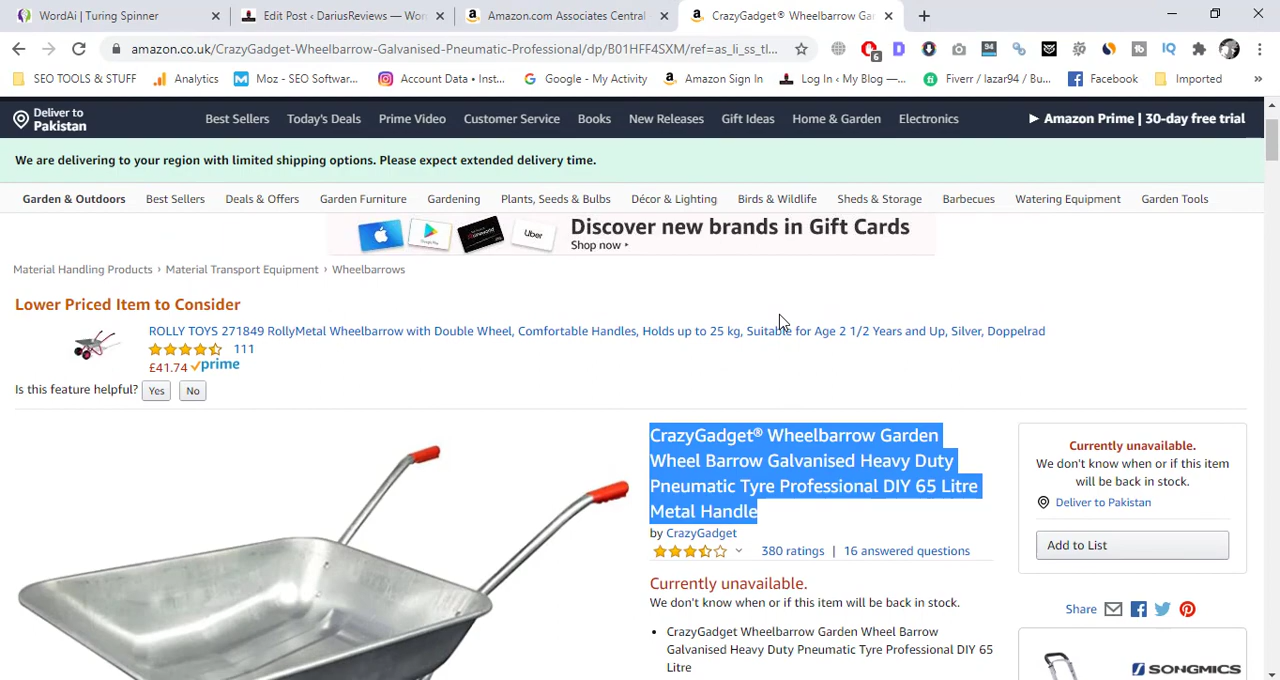 WordAi | Turing Spinner
Edit Post ‹ DariusReviews — Wor
Amazon.com Associates Central
CrazyGadget® Wheelbarrow Gar
amazon.co.uk/CrazyGadget-Wheelbarrow-Galvanised-Pneumatic-Professional/dp/B01HFF4SXM/ref=as_li_ss_tl...
6
94
IQ
SEO TOOLS & STUFF
Analytics
Moz - SEO Software...
Account Data • Inst...
Google - My Activity
Amazon Sign In
Log In ‹ My Blog —...
Fiverr / lazar94 / Bu...
Facebook
Imported
»
Deliver to
Pakistan
Best Sellers Today's Deals Prime Video Customer Service Books New Releases Gift Ideas Home & Garden Electronics
Amazon Prime | 30-day free trial
We are delivering to your region with limited shipping options. Please expect extended delivery time.
Garden & Outdoors Best Sellers Deals & Offers Garden Furniture Gardening Plants, Seeds & Bulbs Décor & Lighting Birds & Wildlife Sheds & Storage Barbecues Watering Equipment Garden Tools
Uber
Discover new brands in Gift Cards
Shop now ›
Material Handling Products › Material Transport Equipment › Wheelbarrows
Lower Priced Item to Consider
ROLLY TOYS 271849 RollyMetal Wheelbarrow with Double Wheel, Comfortable Handles, Holds up to 25 kg, Suitable for Age 2 1/2 Years and Up, Silver, Doppelrad
111
£41.74 prime
Is this feature helpful? Yes No
CrazyGadget® Wheelbarrow Garden
Wheel Barrow Galvanised Heavy Duty
Pneumatic Tyre Professional DIY 65 Litre
Metal Handle
by CrazyGadget
380 ratings | 16 answered questions
Currently unavailable.
We don't know when or if this item will be back in stock.
• CrazyGadget Wheelbarrow Garden Wheel Barrow
Galvanised Heavy Duty Pneumatic Tyre Professional DIY 65
Litre
Currently unavailable.
We don't know when or if this item
will be back in stock.
Deliver to Pakistan
Add to List
Share
SONGMICS